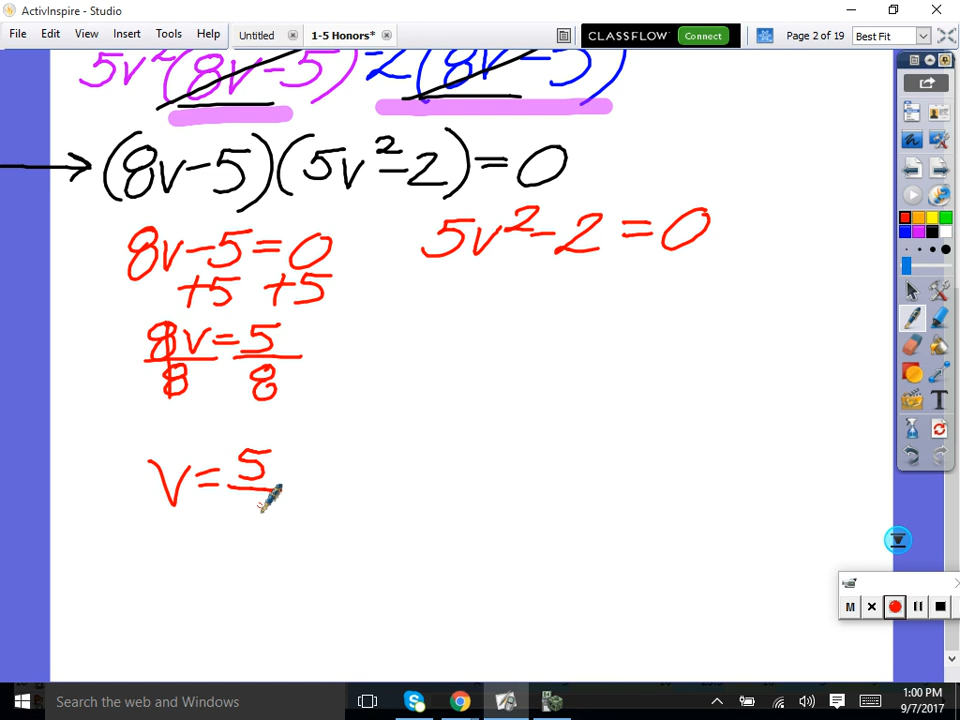 ActivInspire - Studio
File Edit View Insert Tools Help Untitled 1-5 Honors* CLASSFLOW Connect Page 2 of 19 Best Fit
5v²(8v-5)=2(8v-5)
(8v-5)(5v²-2)=0
8v-5=0 5v²-2=0
+5 +5
8v=5
8 8
v=5
T
M
Search the web and Windows
1:00 PM
9/7/2017